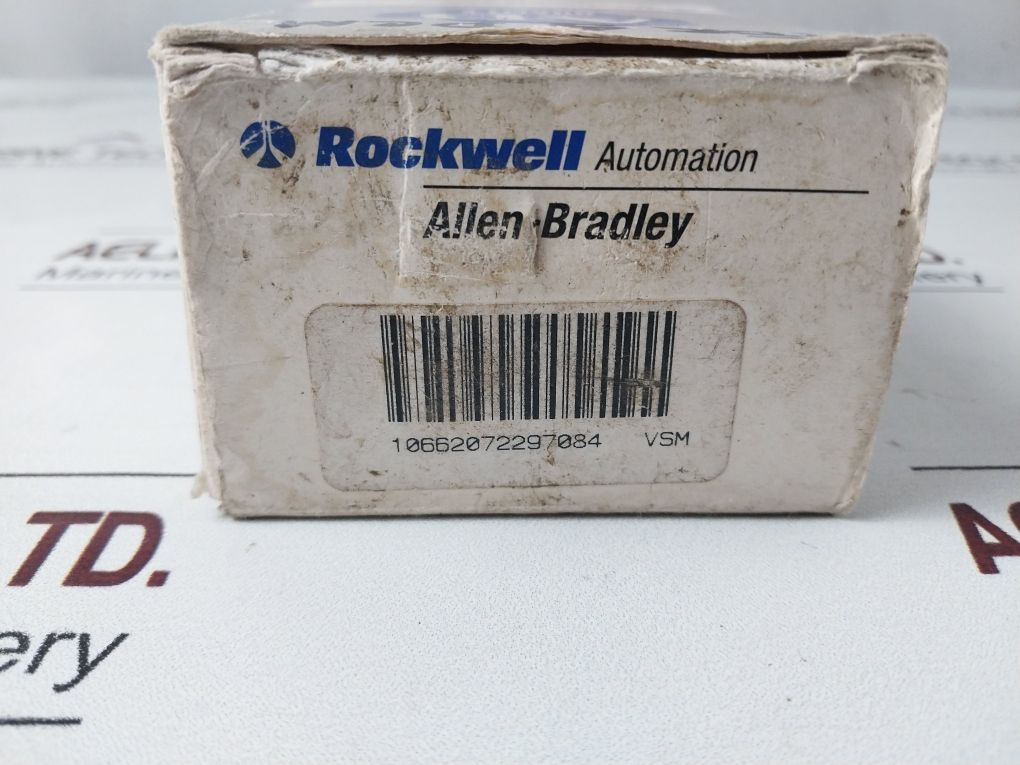 Rockwell Automation
Allen-Bradley
10662072297084 VSM
TD.
ery